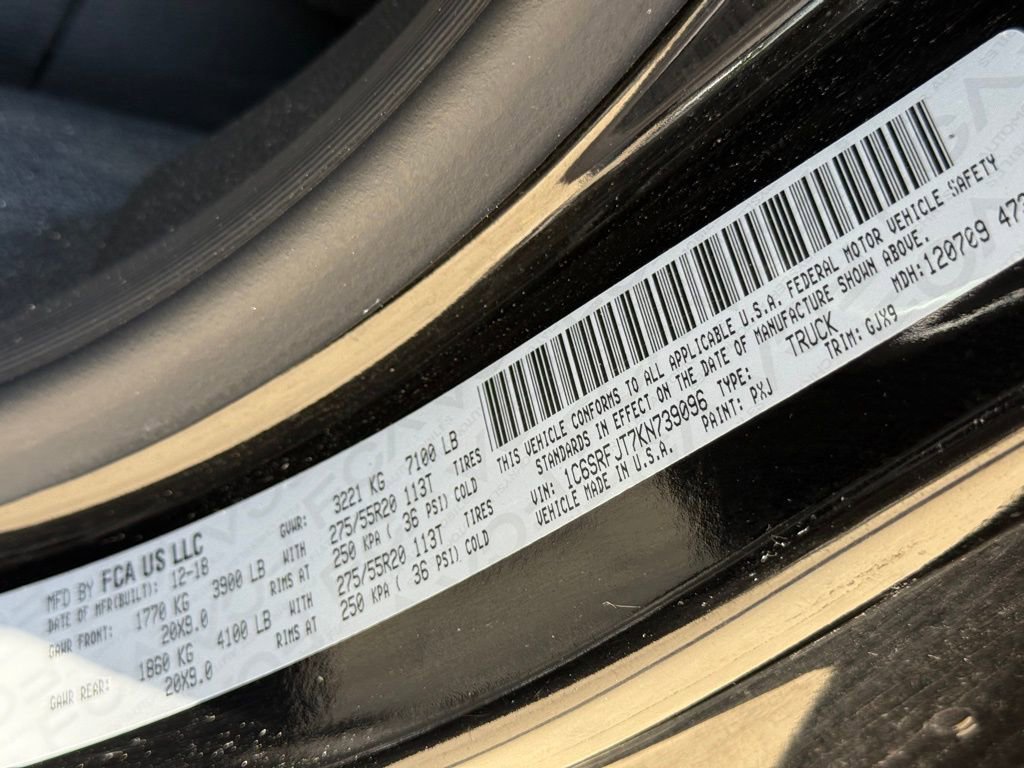 MFD BY FCA US LLC
DATE OF MFR(BUILT): 12-18 GVWR: 3221 KG 7100 LB
GAWR FRONT: 1770 KG 3900 LB WITH 275/55R20 113T TIRES
20X9.0 RIMS AT 250 KPA ( 36 PSI) COLD
GAWR REAR: 1860 KG 4100 LB WITH 275/55R20 113T TIRES
20X9.0 RIMS AT 250 KPA ( 36 PSI) COLD
THIS VEHICLE CONFORMS TO ALL APPLICABLE U.S.A. FEDERAL MOTOR VEHICLE SAFETY
STANDARDS IN EFFECT ON THE DATE OF MANUFACTURE SHOWN ABOVE.
VIN: 1C6SRFJT7KN739096 TYPE: TRUCK MDH: 120709
VEHICLE MADE IN U.S.A. PAINT: PXJ TRIM: GJX9